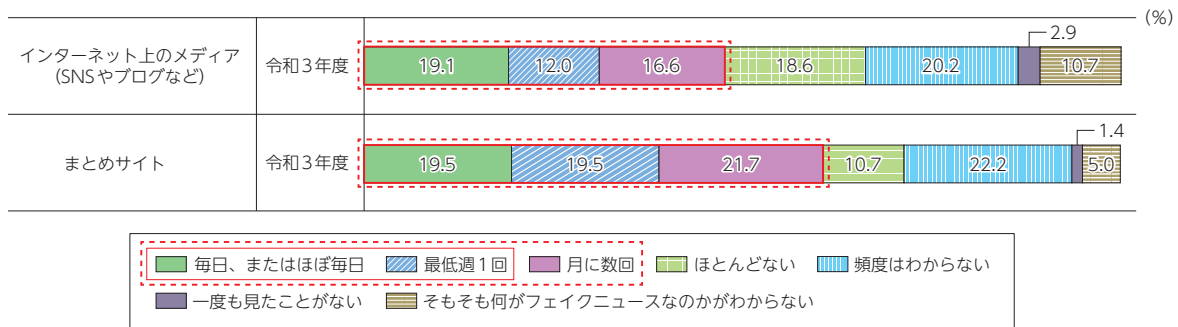 (%)
インターネット上のメディア
(SNSやブログなど)
令和3年度
19.1
12.0
16.6
18.6
20.2
2.9
10.7
まとめサイト
令和3年度
19.5
19.5
21.7
10.7
22.2
1.4
5.0
毎日、またはほぼ毎日 最低週1回 月に数回 ほとんどない 頻度はわからない
一度も見たことがない そもそも何がフェイクニュースなのかがわからない